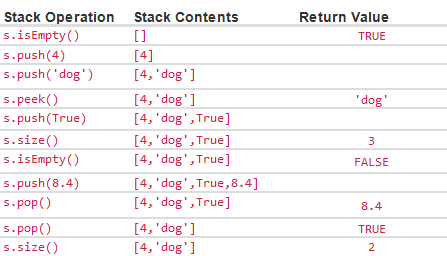 Stack Operation Stack Contents Return Value
s.isEmpty() [] TRUE
s.push(4) [4]
s.push('dog') [4,'dog']
s.peek() [4,'dog'] 'dog'
s.push(True) [4,'dog',True]
s.size() [4,'dog',True] 3
s.isEmpty() [4,'dog',True] FALSE
s.push(8.4) [4,'dog',True,8.4]
s.pop() [4,'dog',True] 8.4
s.pop() [4,'dog'] TRUE
s.size() [4,'dog'] 2